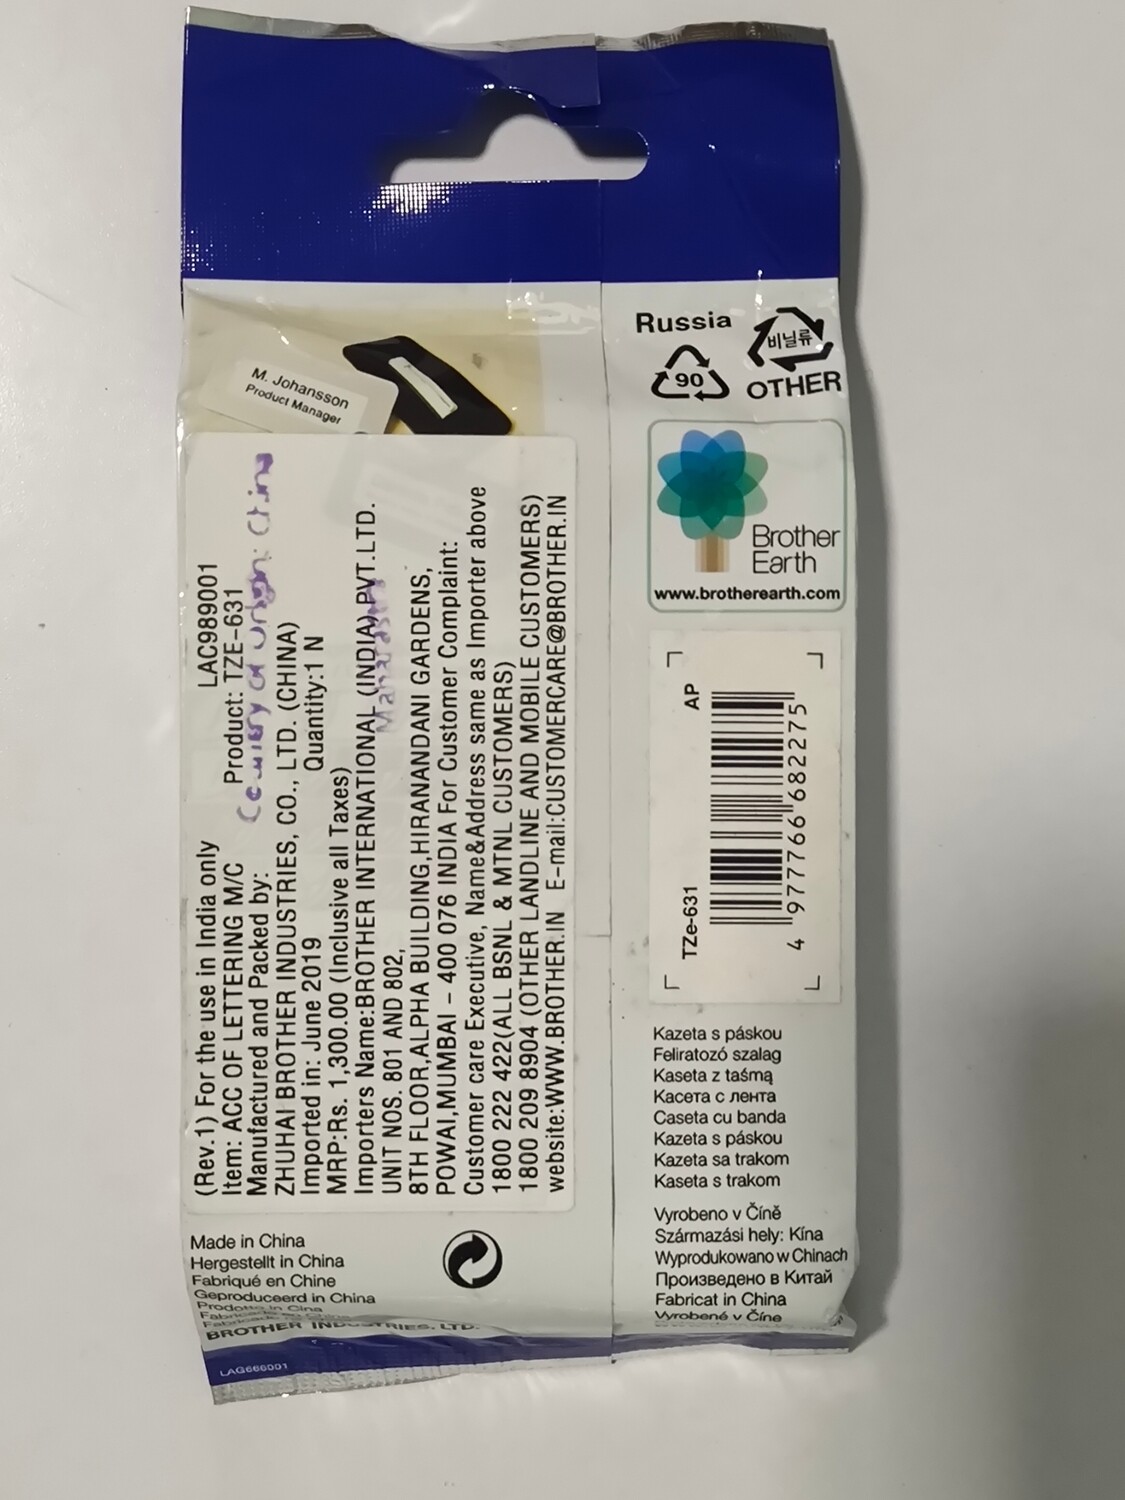 Russia
90
비닐류
OTHER
M. Johansson
Product Manager
Brother
Earth
www.brotherearth.com
(Rev.1) For the use in India only LAC989001
Item: ACC OF LETTERING M/C Product: TZE-631
Manufactured and Packed by: Country of Origin: China
ZHUHAI BROTHER INDUSTRIES, CO., LTD. (CHINA)
Imported in: June 2019 Quantity:1 N
MRP:Rs. 1,300.00 (Inclusive all Taxes)
Importers Name:BROTHER INTERNATIONAL (INDIA) PVT.LTD.
UNIT NOS. 801 AND 802,
8TH FLOOR,ALPHA BUILDING,HIRANANDANI GARDENS,
POWAI,MUMBAI - 400 076 INDIA For Customer Complaint:
Customer care Executive, Name&Address same as Importer above
1800 222 422(ALL BSNL & MTNL CUSTOMERS)
1800 209 8904 (OTHER LANDLINE AND MOBILE CUSTOMERS)
website:WWW.BROTHER.IN E-mail:CUSTOMERCARE@BROTHER.IN
TZe-631 AP
4 977766 682275
Kazeta s páskou
Feliratozó szalag
Kaseta z taśmą
Касета с лента
Caseta cu banda
Kazeta s páskou
Kazeta sa trakom
Kaseta s trakom
Vyrobeno v Číně
Származási hely: Kína
Wyprodukowano w Chinach
Произведено в Китай
Fabricat in China
Vyrobené v Číne
Made in China
Hergestellt in China
Fabriqué en Chine
Geproduceerd in China
Prodotto in Cina
BROTHER INDUSTRIES, LTD.
LAG666001